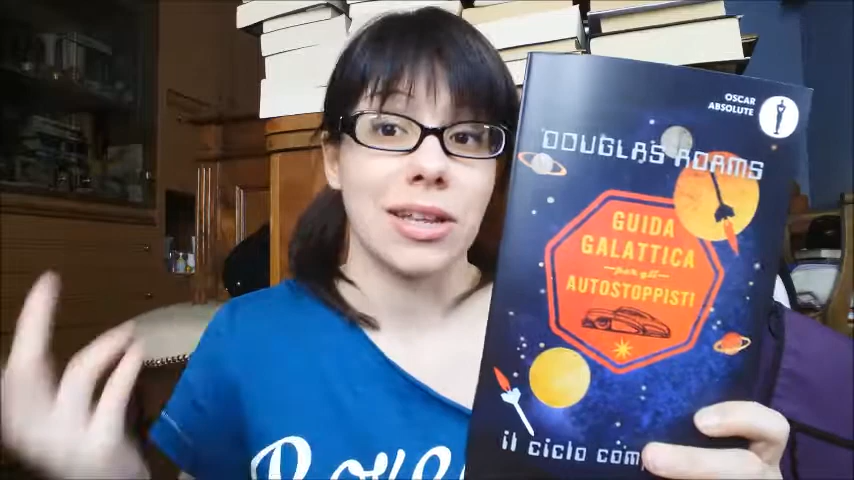 OSCAR
ABSOLUTE
DOUGLAS ADAMS
GUIDA
GALATTICA
per gli
AUTOSTOPPISTI
il ciclo com